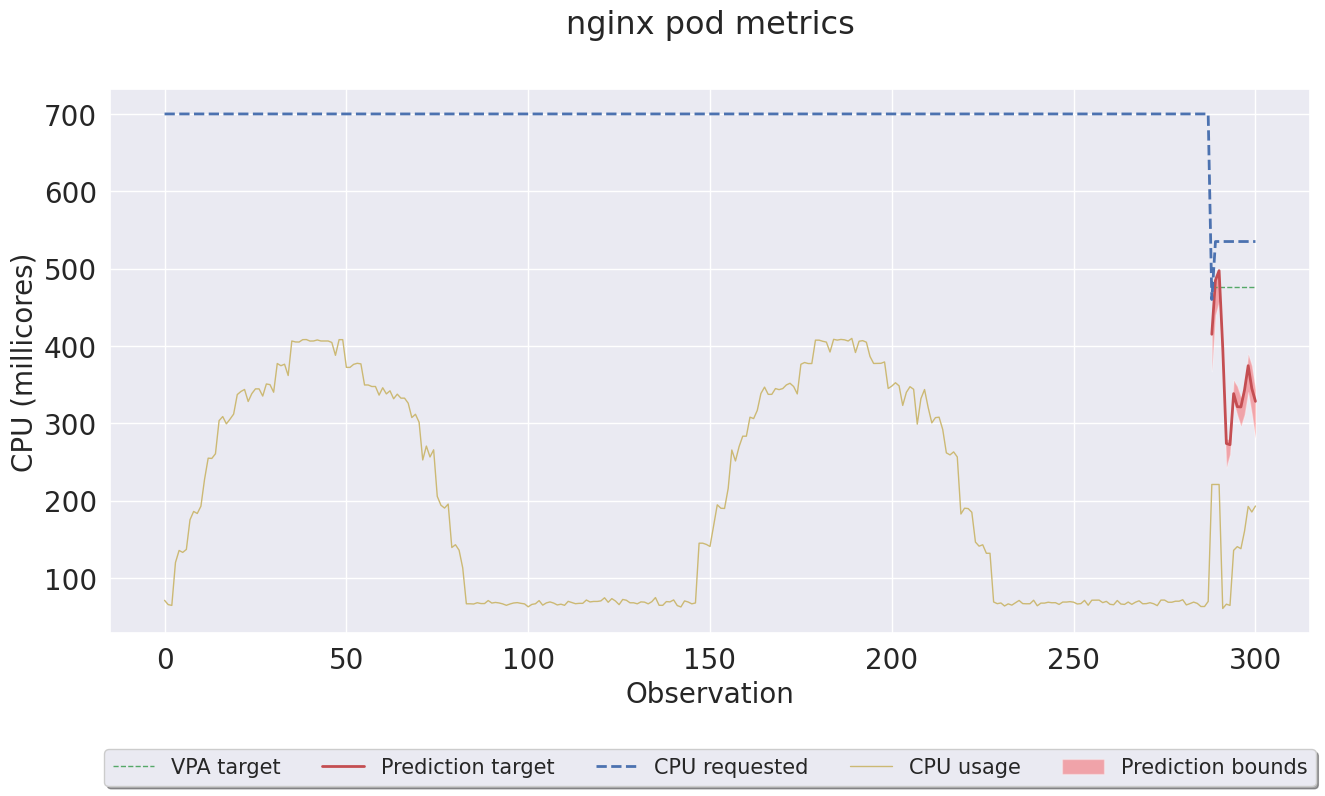 nginx pod metrics
CPU (millicores)
700
600
500
400
300
200
100
0 50 100 150 200 250 300
Observation
VPA target Prediction target CPU requested CPU usage Prediction bounds